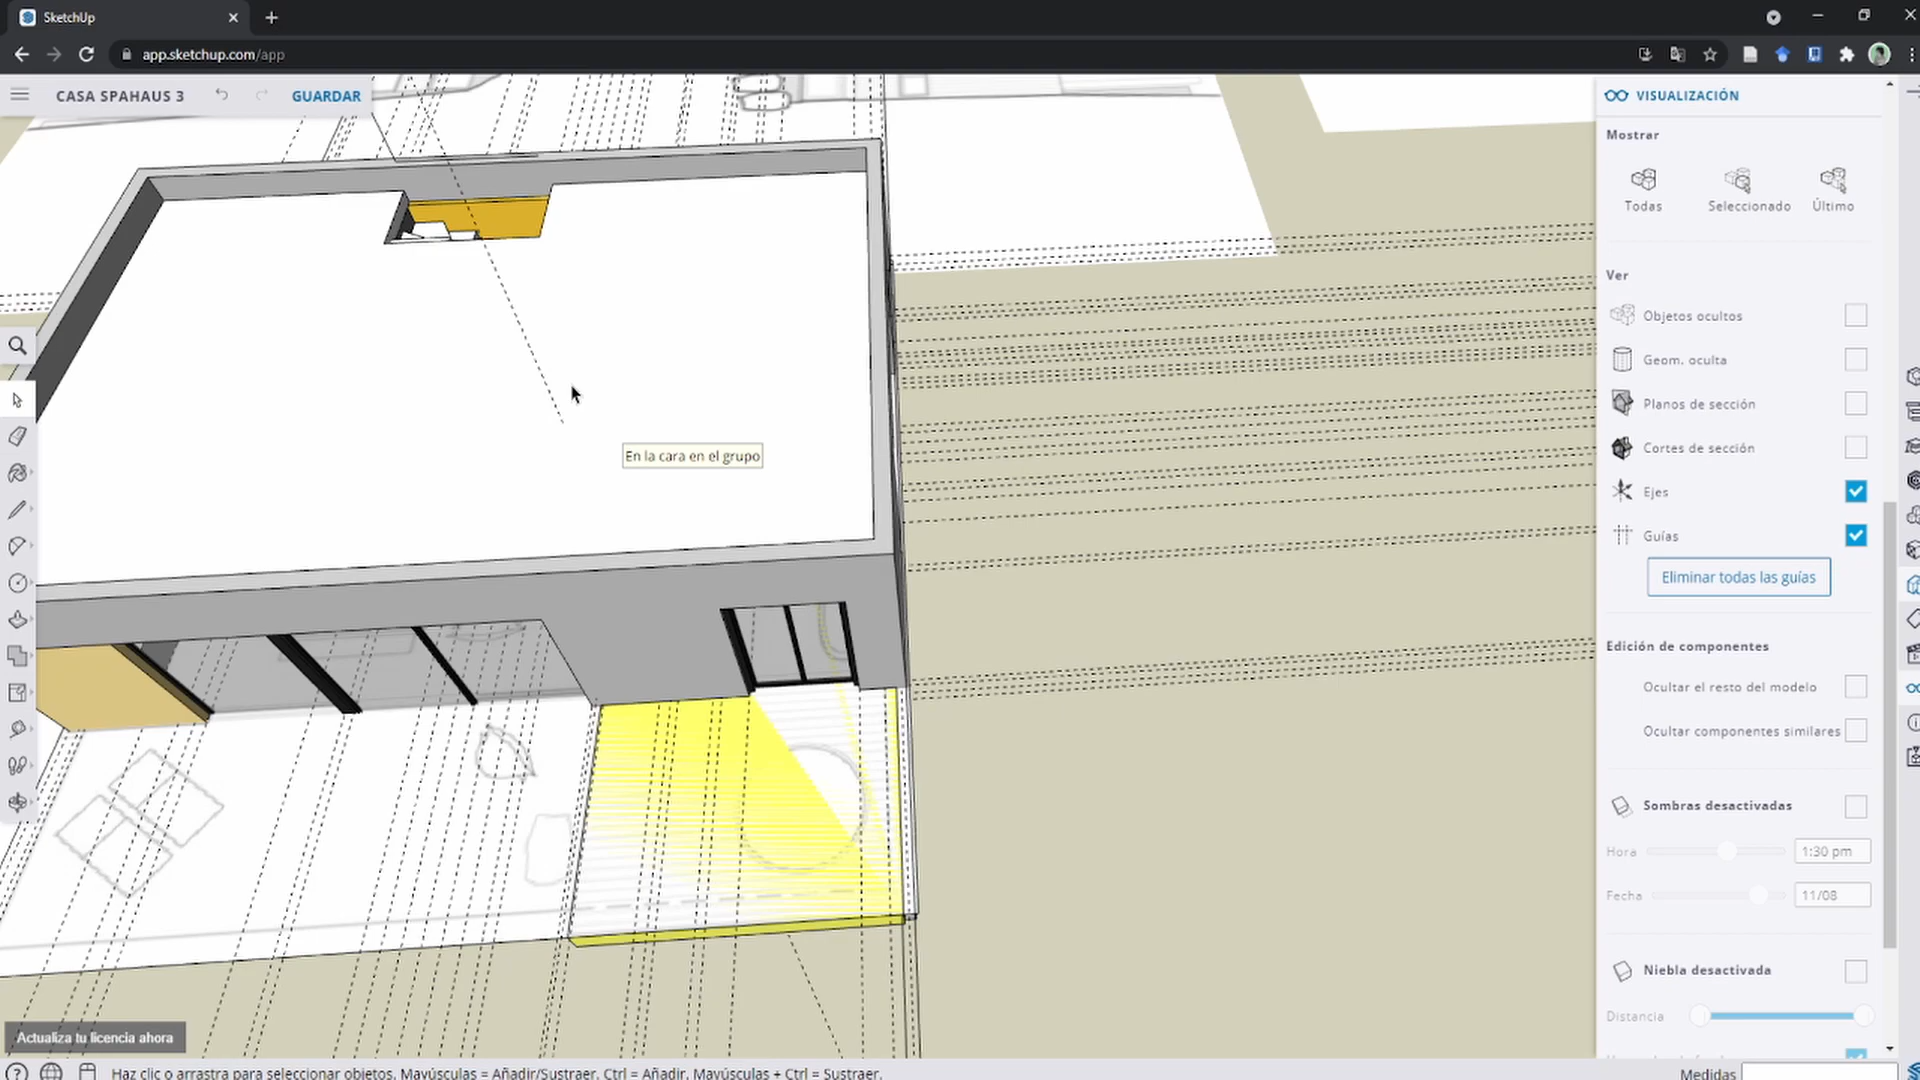 SketchUp
app.sketchup.com/app
CASA SPAHAUS 3
GUARDAR
VISUALIZACIÓN
Mostrar
Todas
Seleccionado
Último
Ver
Objetos ocultos
Geom. oculta
Planos de sección
Cortes de sección
Ejes
Guías
Eliminar todas las guías
Edición de componentes
Ocultar el resto del modelo
Ocultar componentes similares
Sombras desactivadas
Hora
1:30 pm
Fecha
11/08
Niebla desactivada
Distancia
En la cara en el grupo
Actualiza tu licencia ahora
Haz clic o arrastra para seleccionar objetos. Mayúsculas = Añadir/Sustraer. Ctrl = Añadir. Mayúsculas + Ctrl = Sustraer.
Medidas